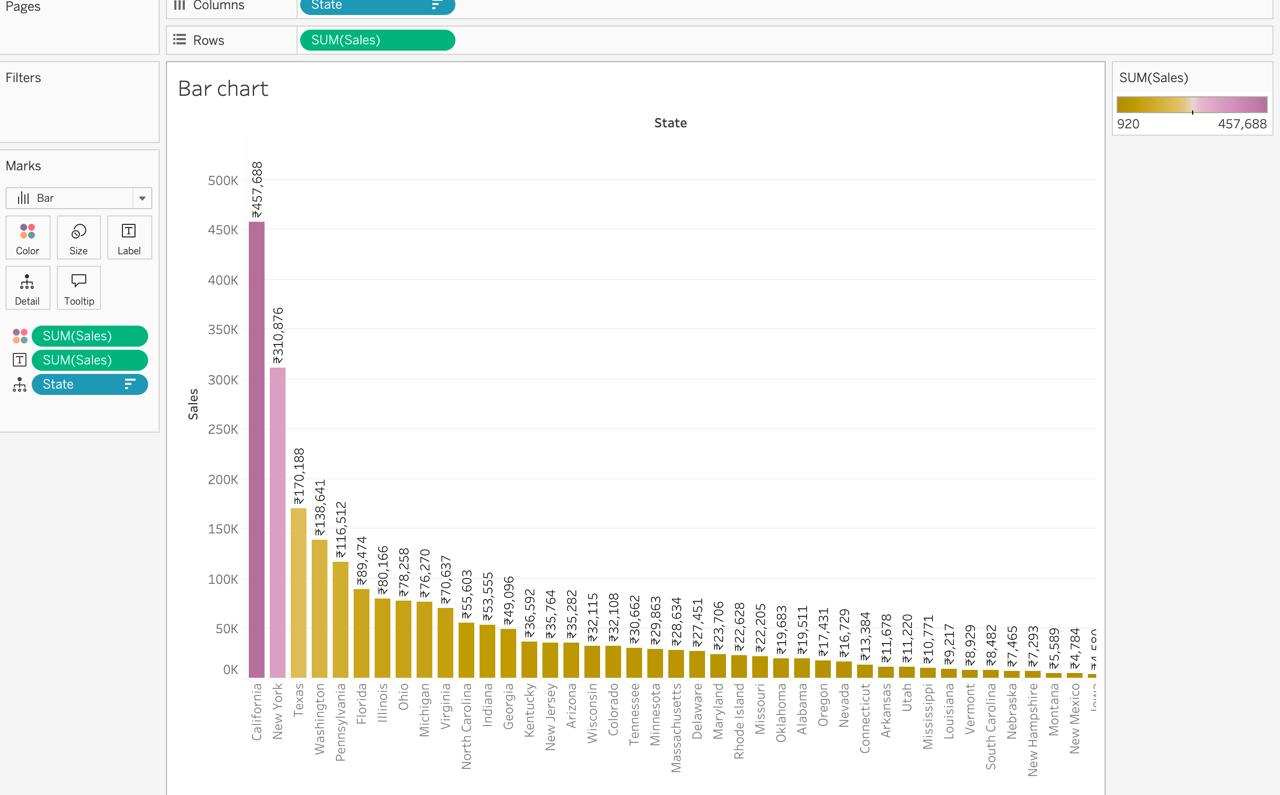 Pages
Columns
State
Rows
SUM(Sales)
Filters
Marks
Bar
Color
Size
Label
Detail
Tooltip
SUM(Sales)
SUM(Sales)
State
Bar chart
State
Sales
500K
450K
400K
350K
300K
250K
200K
150K
100K
50K
0K
₹457,688
₹310,876
₹170,188
₹138,641
₹116,512
₹89,474
₹80,166
₹78,258
₹76,270
₹70,637
₹55,603
₹53,555
₹49,096
₹36,592
₹35,764
₹35,282
₹32,115
₹32,108
₹30,662
₹29,863
₹28,634
₹27,451
₹23,706
₹22,628
₹22,205
₹19,683
₹19,511
₹17,431
₹16,729
₹13,384
₹11,678
₹11,220
₹10,771
₹9,217
₹8,929
₹8,482
₹7,465
₹7,293
₹5,589
₹4,784
California
New York
Texas
Washington
Pennsylvania
Florida
Illinois
Ohio
Michigan
Virginia
North Carolina
Indiana
Georgia
Kentucky
New Jersey
Arizona
Wisconsin
Colorado
Tennessee
Minnesota
Massachusetts
Delaware
Maryland
Rhode Island
Missouri
Oklahoma
Alabama
Oregon
Nevada
Connecticut
Arkansas
Utah
Mississippi
Louisiana
Vermont
South Carolina
Nebraska
New Hampshire
Montana
New Mexico
SUM(Sales)
920
457,688